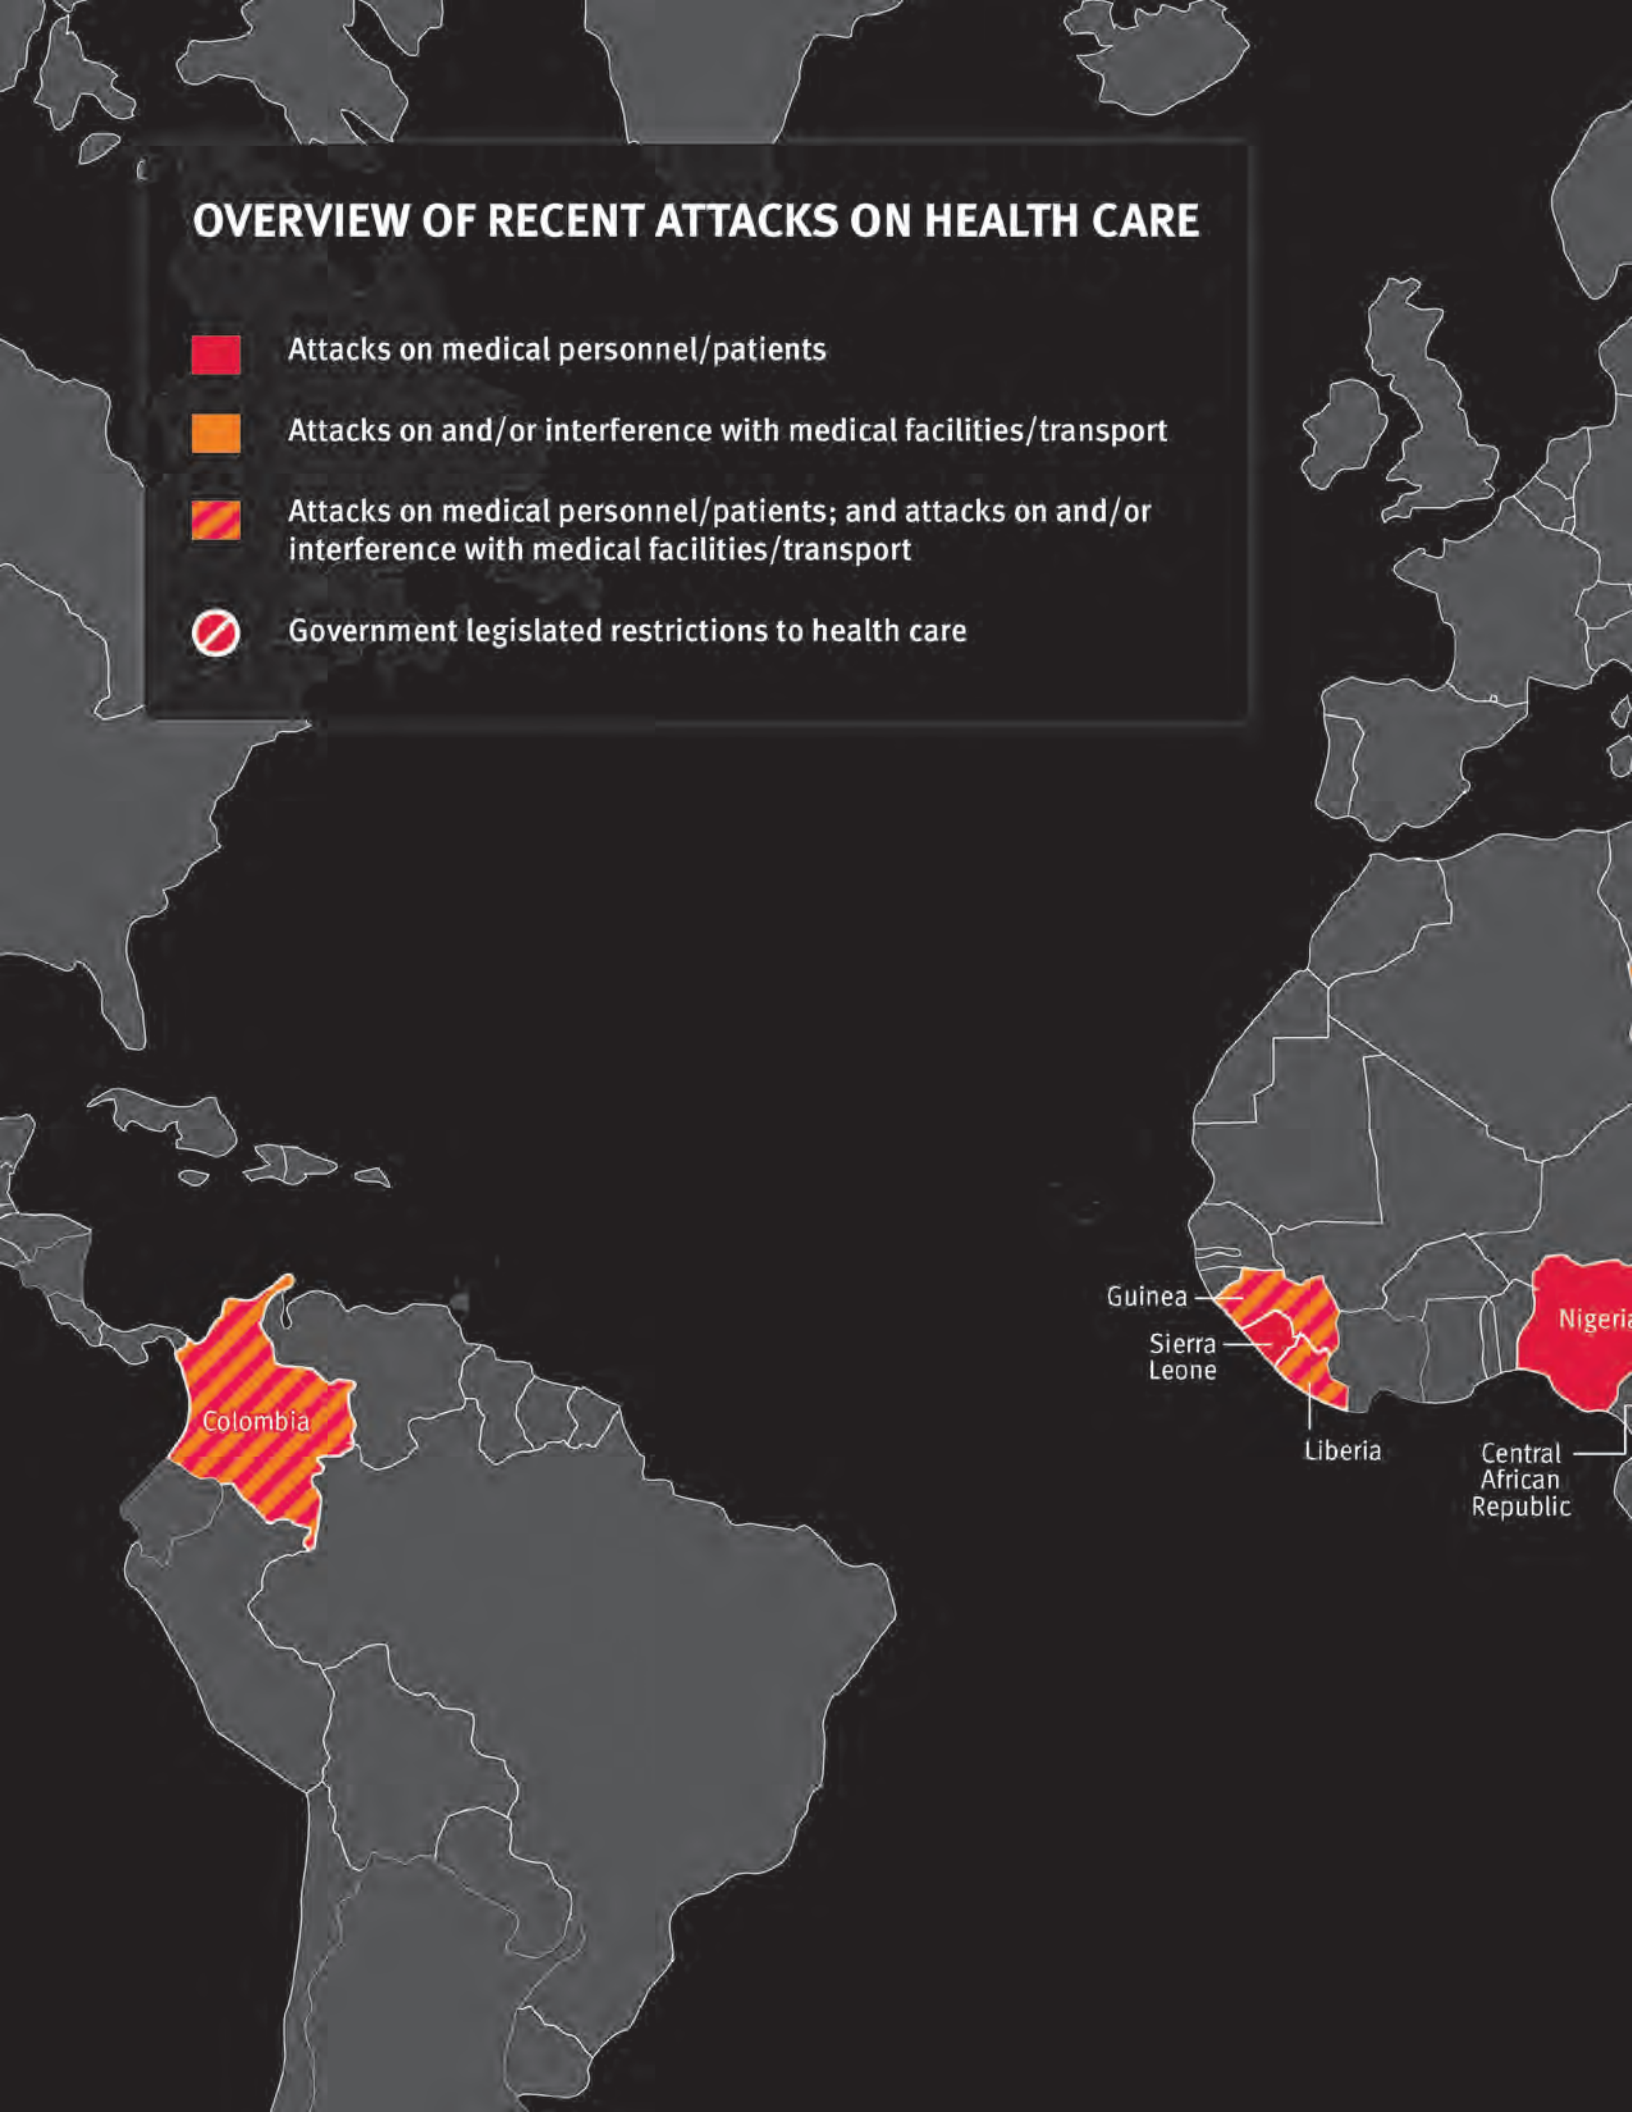 OVERVIEW OF RECENT ATTACKS ON HEALTH CARE
Attacks on medical personnel/patients
Attacks on and/or interference with medical facilities/transport
Attacks on medical personnel/patients; and attacks on and/or
interference with medical facilities/transport
Government legislated restrictions to health care
Guinea
Sierra
Leone
Liberia
Nigeria
Central
African
Republic
Colombia